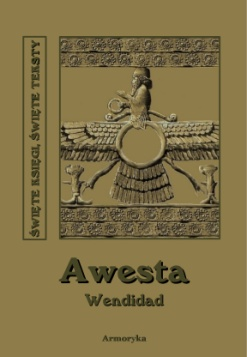 ŚWIĘTE KSIĘGI, ŚWIĘTE TEKSTY
Awesta
Wendidad
Armoryka